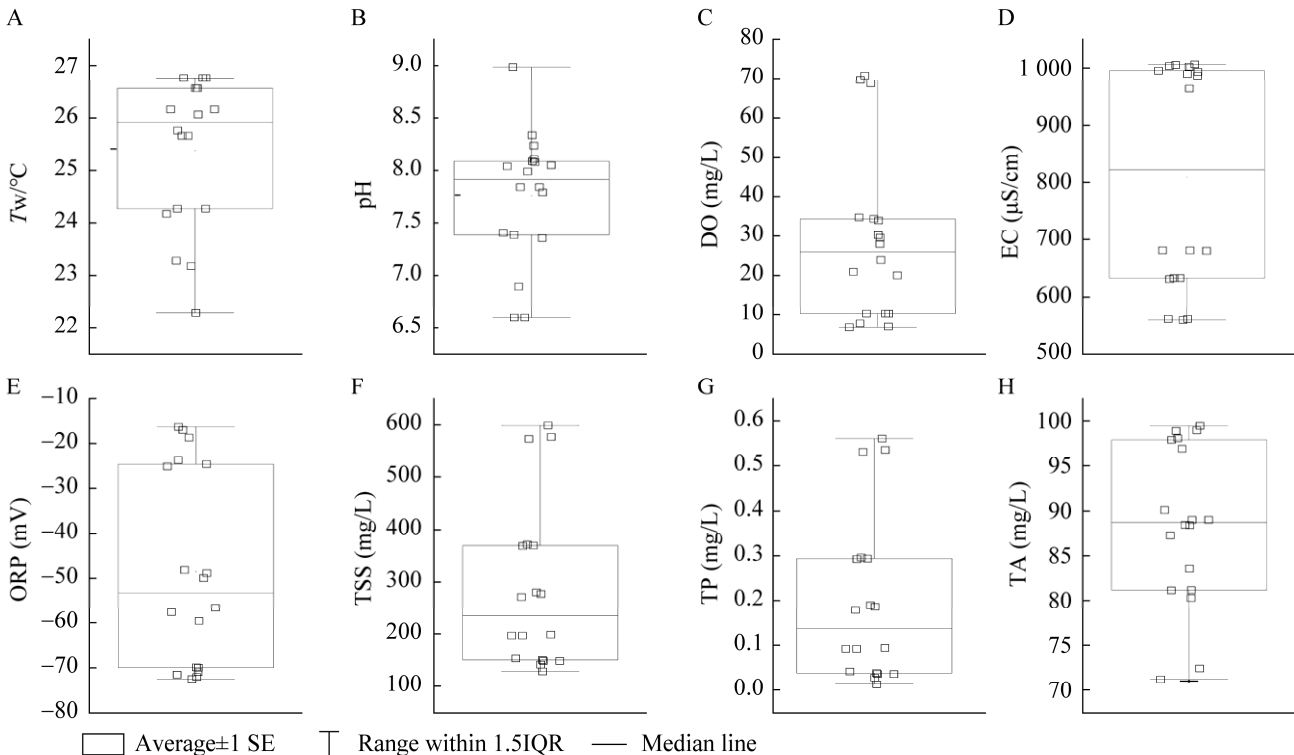 A
Tw/°C
27
26
25
24
23
22
B
pH
9.0
8.5
8.0
7.5
7.0
6.5
C
DO (mg/L)
80
70
60
50
40
30
20
10
0
D
EC (μS/cm)
1 000
900
800
700
600
500
E
ORP (mV)
−10
−20
−30
−40
−50
−60
−70
−80
F
TSS (mg/L)
600
500
400
300
200
100
G
TP (mg/L)
0.6
0.5
0.4
0.3
0.2
0.1
0.0
H
TA (mg/L)
100
95
90
85
80
75
70
Average±1 SE
Range within 1.5IQR
Median line